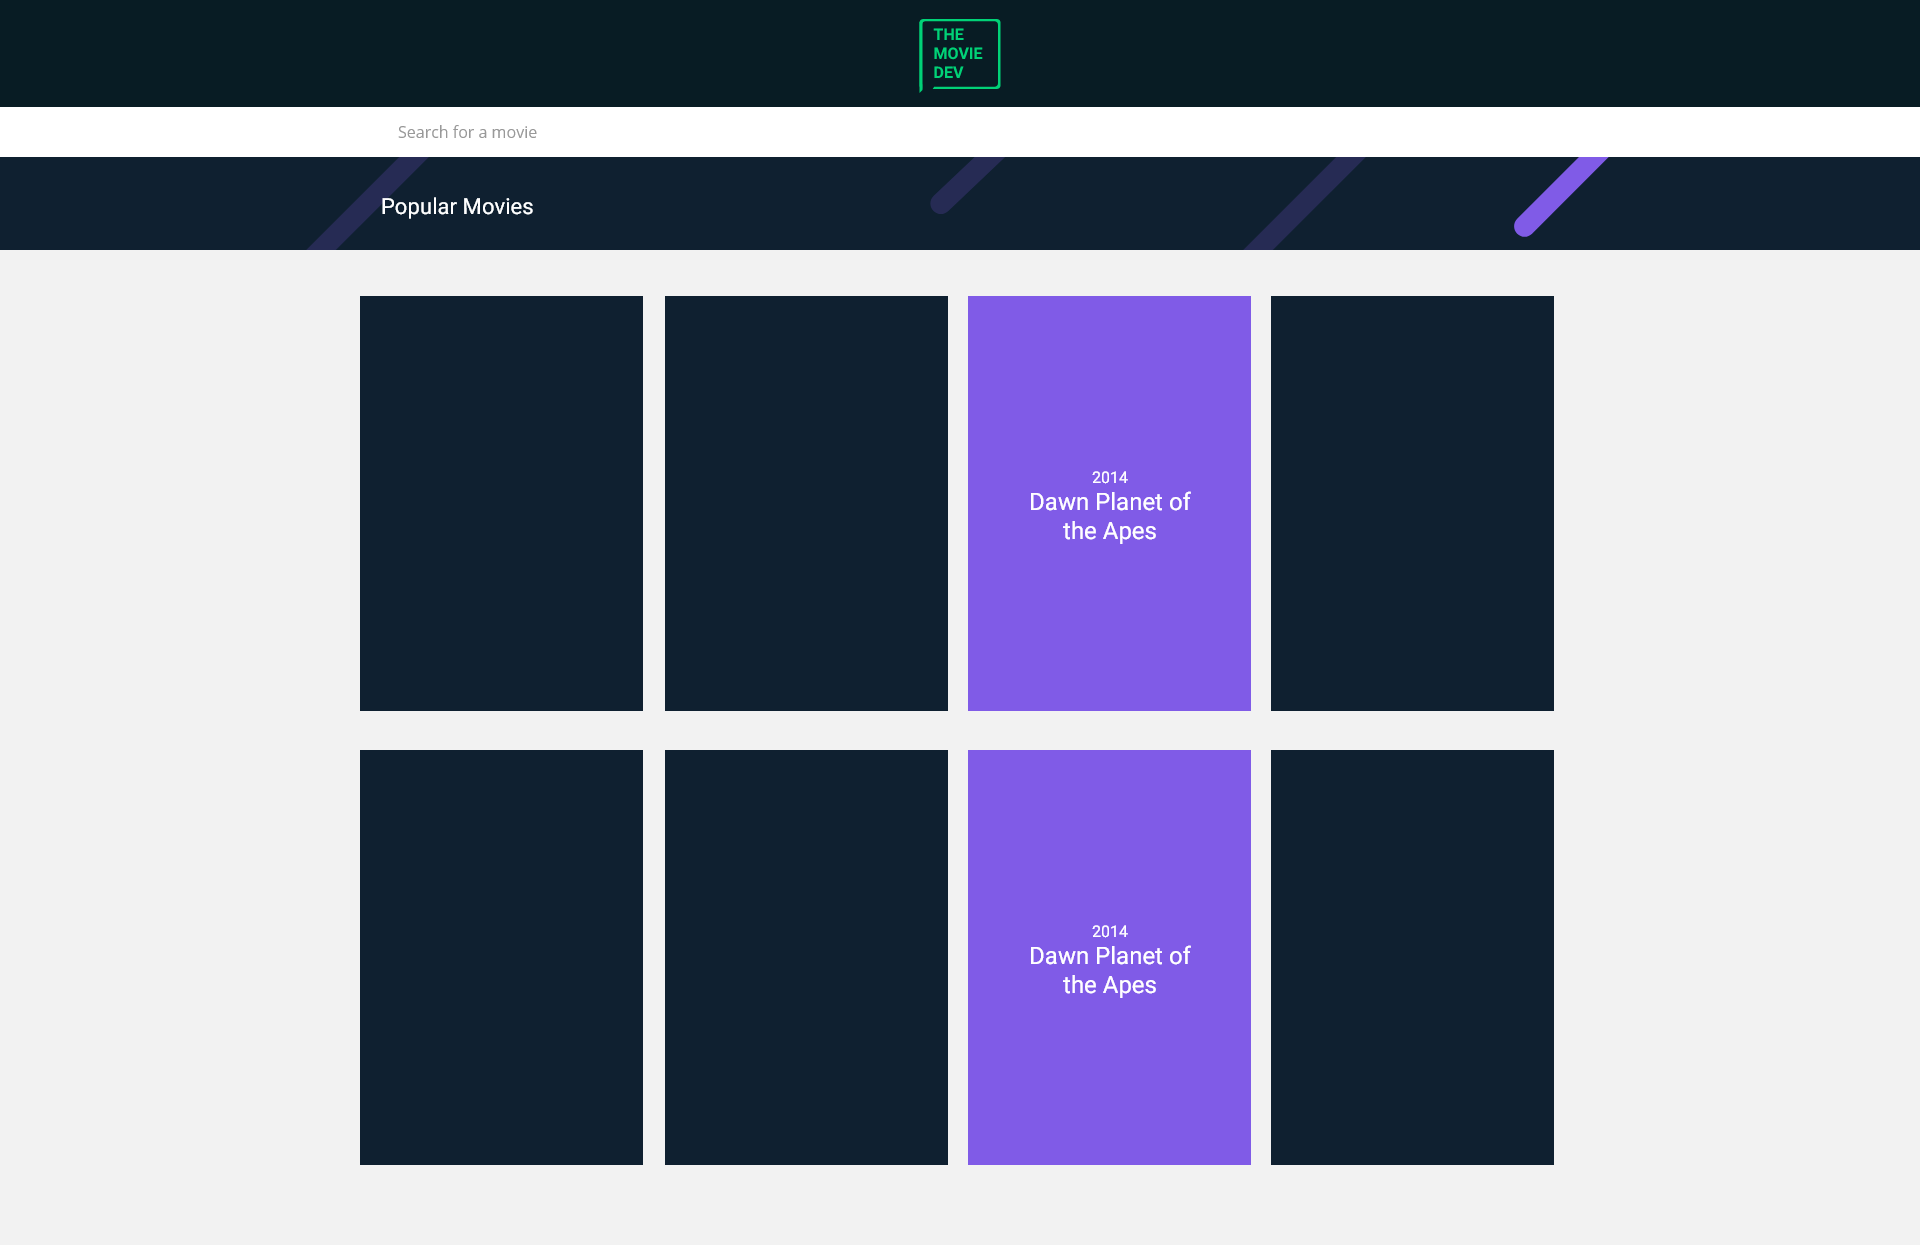 THE
MOVIE
DEV
Search for a movie
Popular Movies
2014
Dawn Planet of
the Apes
2014
Dawn Planet of
the Apes